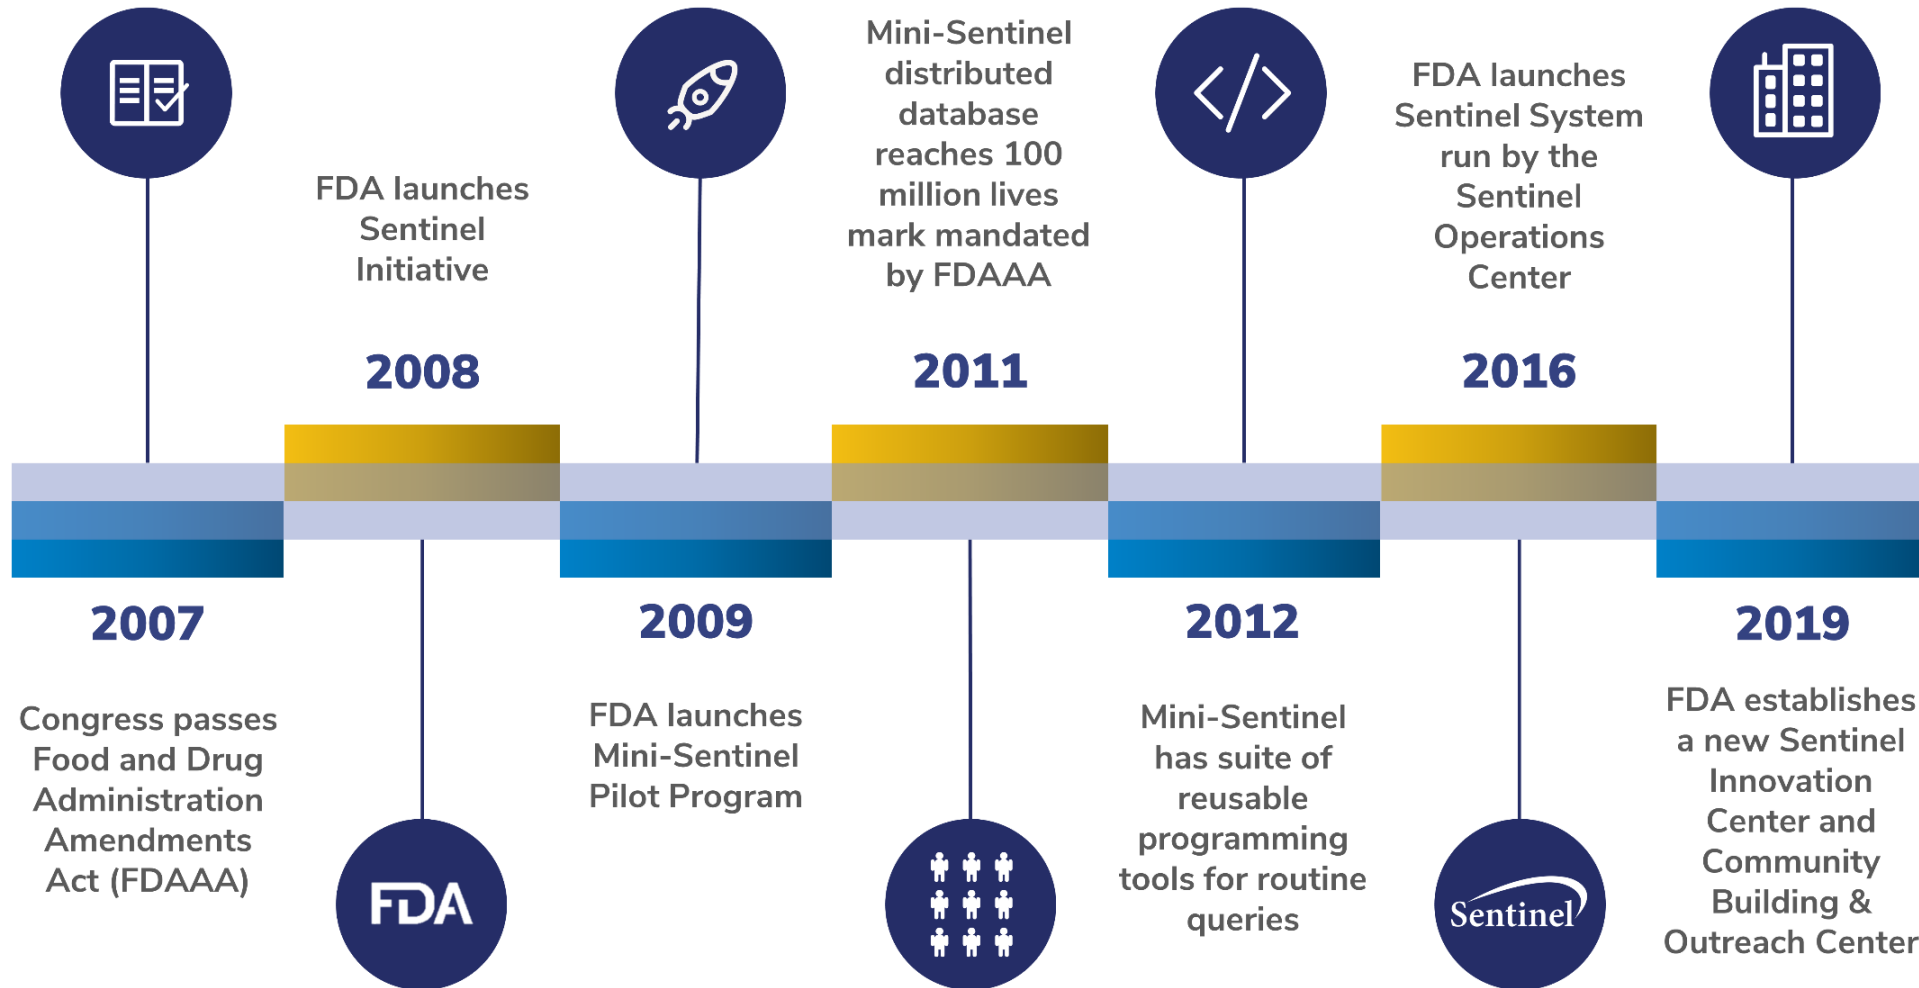 2007
Congress passes
Food and Drug
Administration
Amendments
Act (FDAAA)
FDA launches
Sentinel
Initiative
2008
FDA
2009
FDA launches
Mini-Sentinel
Pilot Program
Mini-Sentinel
distributed
database
reaches 100
million lives
mark mandated
by FDAAA
2011
</>
2012
Mini-Sentinel
has suite of
reusable
programming
tools for routine
queries
FDA launches
Sentinel System
run by the
Sentinel
Operations
Center
2016
Sentinel
2019
FDA establishes
a new Sentinel
Innovation
Center and
Community
Building &
Outreach Center